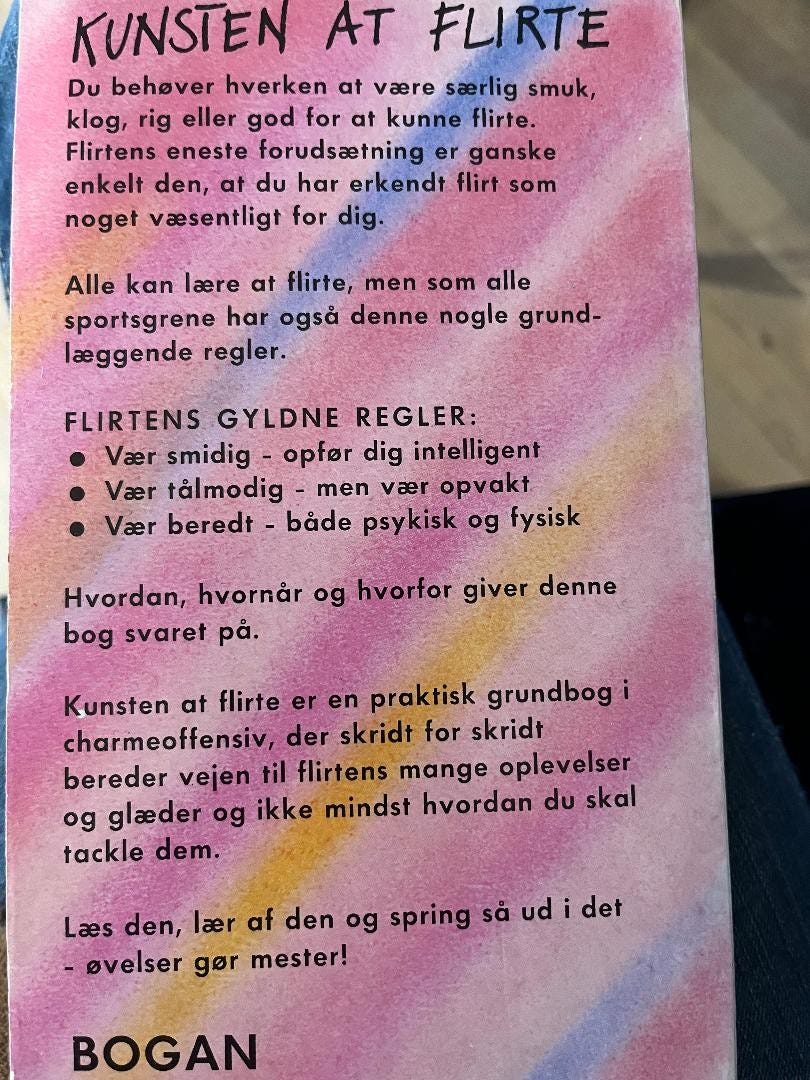 KUNSTEN AT FLIRTE
Du behøver hverken at være særlig smuk,
klog, rig eller god for at kunne flirte.
Flirtens eneste forudsætning er ganske
enkelt den, at du har erkendt flirt som
noget væsentligt for dig.
Alle kan lære at flirte, men som alle
sportsgrene har også denne nogle grund-
læggende regler.
FLIRTENS GYLDNE REGLER:
● Vær smidig - opfør dig intelligent
● Vær tålmodig - men vær opvakt
● Vær beredt - både psykisk og fysisk
Hvordan, hvornår og hvorfor giver denne
bog svaret på.
Kunsten at flirte er en praktisk grundbog i
charmeoffensiv, der skridt for skridt
bereder vejen til flirtens mange oplevelser
og glæder og ikke mindst hvordan du skal
tackle dem.
Læs den, lær af den og spring så ud i det
- øvelser gør mester!
BOGAN